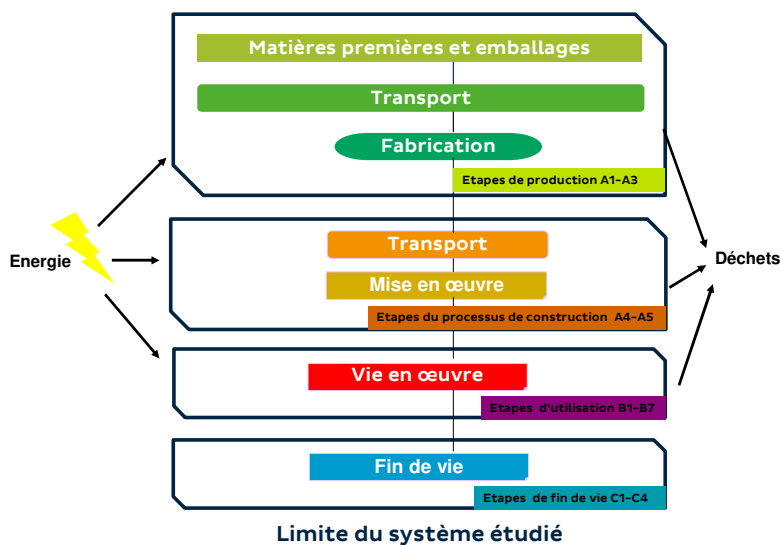 Matières premières et emballages
Transport
Fabrication
Etapes de production A1-A3
Energie
Déchets
Transport
Mise en œuvre
Etapes du processus de construction A4-A5
Vie en œuvre
Etapes d'utilisation B1-B7
Fin de vie
Etapes de fin de vie C1-C4
Limite du système étudié